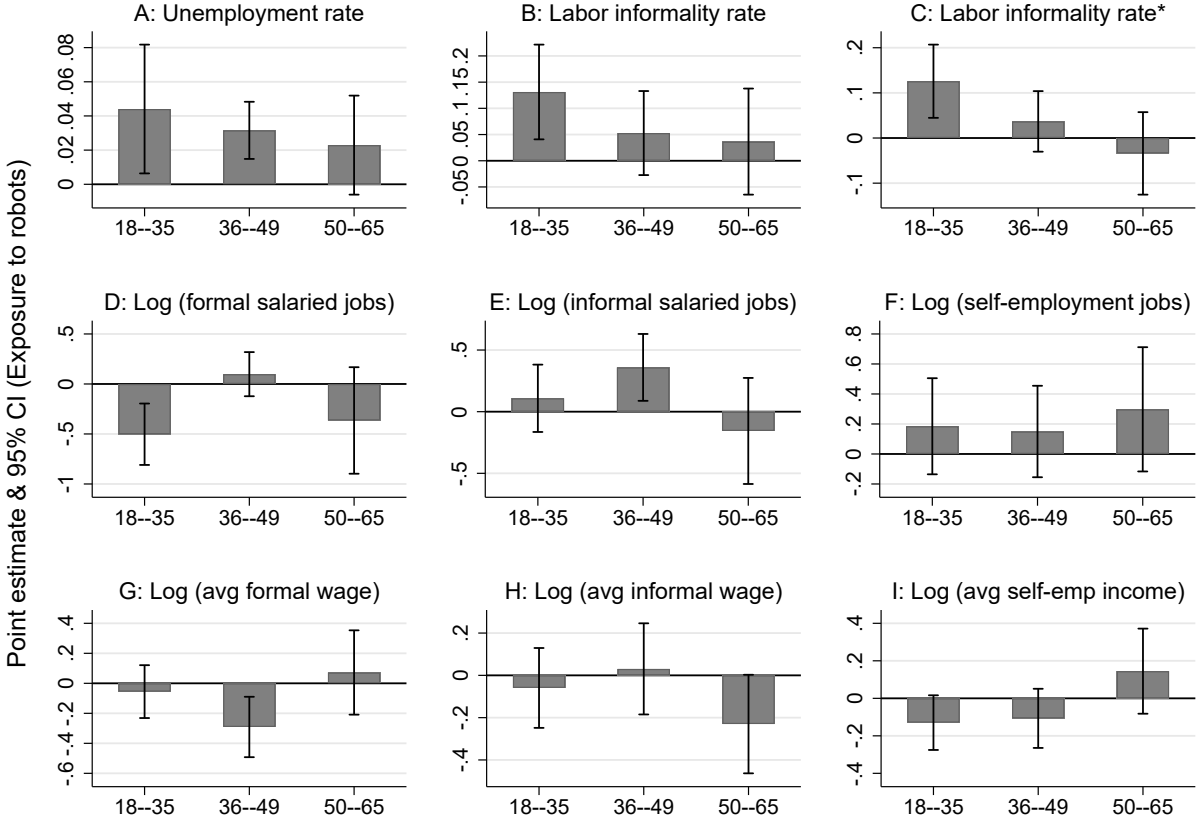 Point estimate & 95% CI (Exposure to robots)
A: Unemployment rate
.08
.06
.04
.02
0
18--35 36--49 50--65
B: Labor informality rate
.2
.15
.1
.05
0
-.05
18--35 36--49 50--65
C: Labor informality rate*
.2
.1
0
-.1
18--35 36--49 50--65
D: Log (formal salaried jobs)
.5
0
-.5
-1
18--35 36--49 50--65
E: Log (informal salaried jobs)
.5
0
-.5
18--35 36--49 50--65
F: Log (self-employment jobs)
.8
.6
.4
.2
0
-.2
18--35 36--49 50--65
G: Log (avg formal wage)
.4
.2
0
-.2
-.4
-.6
18--35 36--49 50--65
H: Log (avg informal wage)
.2
0
-.2
-.4
18--35 36--49 50--65
I: Log (avg self-emp income)
.4
.2
0
-.2
-.4
18--35 36--49 50--65